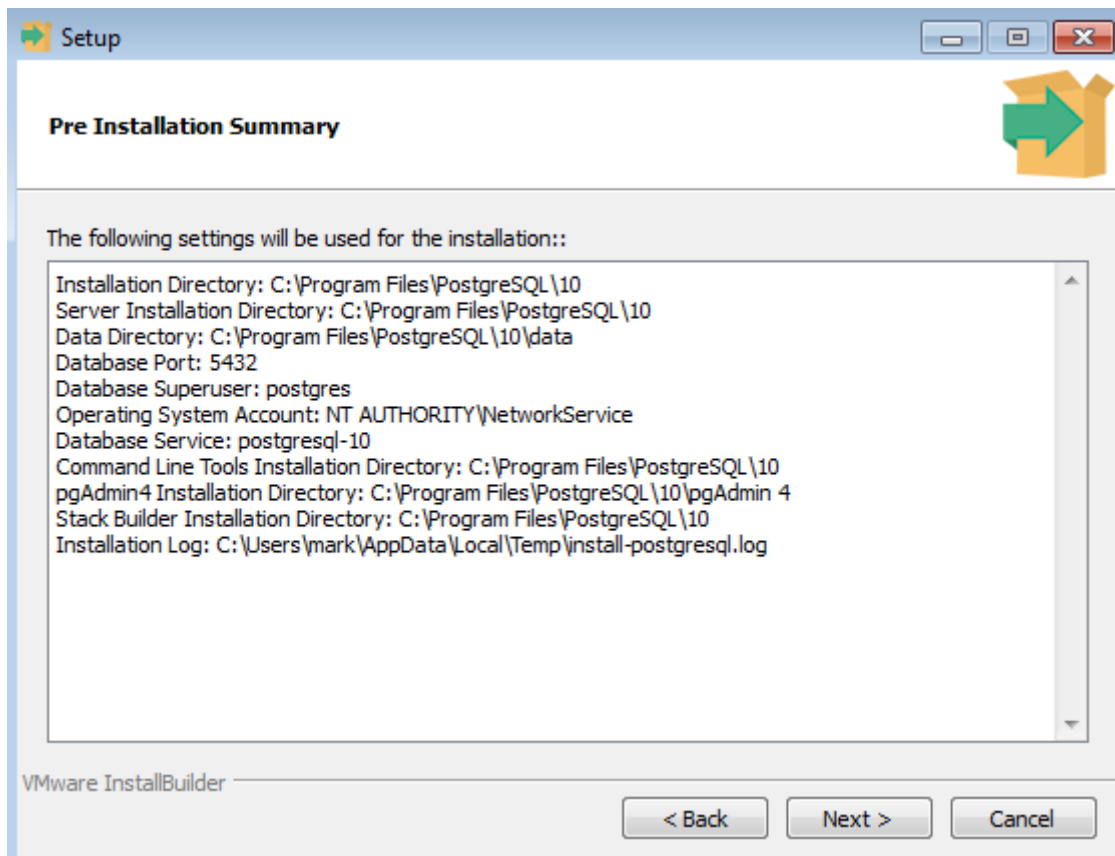 Setup
Pre Installation Summary
The following settings will be used for the installation::
Installation Directory: C:\Program Files\PostgreSQL\10
Server Installation Directory: C:\Program Files\PostgreSQL\10
Data Directory: C:\Program Files\PostgreSQL\10\data
Database Port: 5432
Database Superuser: postgres
Operating System Account: NT AUTHORITY\NetworkService
Database Service: postgresql-10
Command Line Tools Installation Directory: C:\Program Files\PostgreSQL\10
pgAdmin4 Installation Directory: C:\Program Files\PostgreSQL\10\pgAdmin 4
Stack Builder Installation Directory: C:\Program Files\PostgreSQL\10
Installation Log: C:\Users\mark\AppData\Local\Temp\install-postgresql.log
VMware InstallBuilder
< Back Next > Cancel